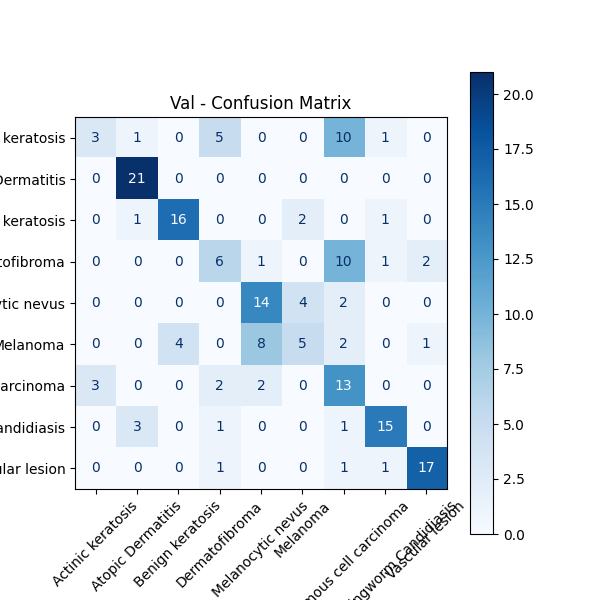 Val - Confusion Matrix
keratosis 3 1 0 5 0 0 10 1 0
Dermatitis 0 21 0 0 0 0 0 0 0
keratosis 0 1 16 0 0 2 0 1 0
tofibroma 0 0 0 6 1 0 10 1 2
ytic nevus 0 0 0 0 14 4 2 0 0
Melanoma 0 0 4 0 8 5 2 0 1
arcinoma 3 0 0 2 2 0 13 0 0
andidiasis 0 3 0 1 0 0 1 15 0
ular lesion 0 0 0 1 0 0 1 1 17
Actinic keratosis
Atopic Dermatitis
Benign keratosis
Dermatofibroma
Melanocytic nevus
Melanoma
mous cell carcinoma
ingworm Candidiasis
Vascular lesion
20.0
17.5
15.0
12.5
10.0
7.5
5.0
2.5
0.0